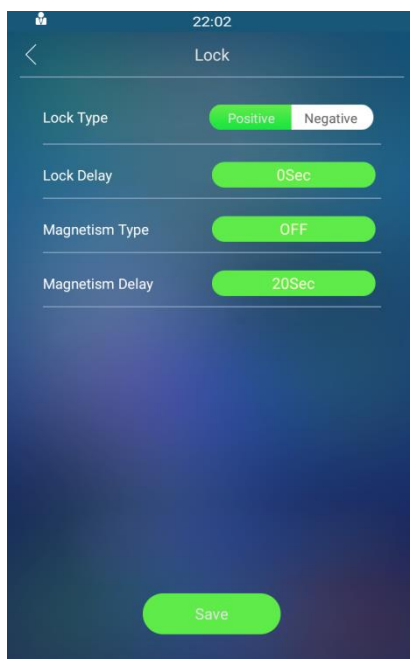 22:02
Lock
Lock Type Positive Negative
Lock Delay 0Sec
Magnetism Type OFF
Magnetism Delay 20Sec
Save